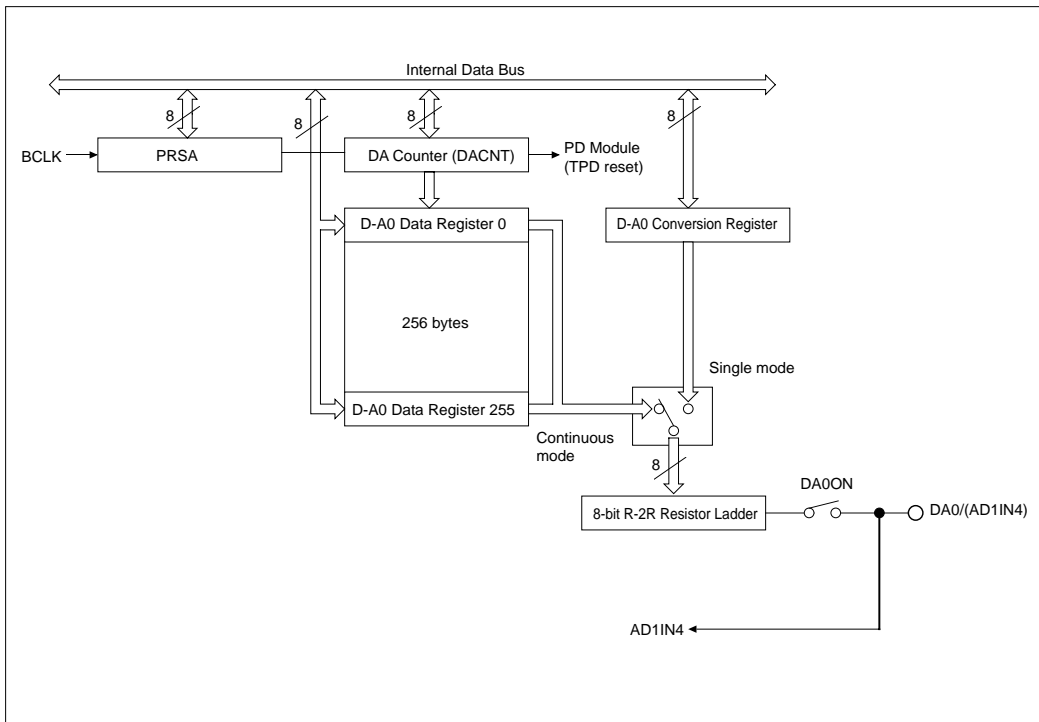 Internal Data Bus
8
8
8
8
BCLK
PRSA
DA Counter (DACNT)
PD Module
(TPD reset)
D-A0 Data Register 0
D-A0 Conversion Register
256 bytes
Single mode
D-A0 Data Register 255
Continuous
mode
8
DA0ON
8-bit R-2R Resistor Ladder
DA0/(AD1IN4)
AD1IN4